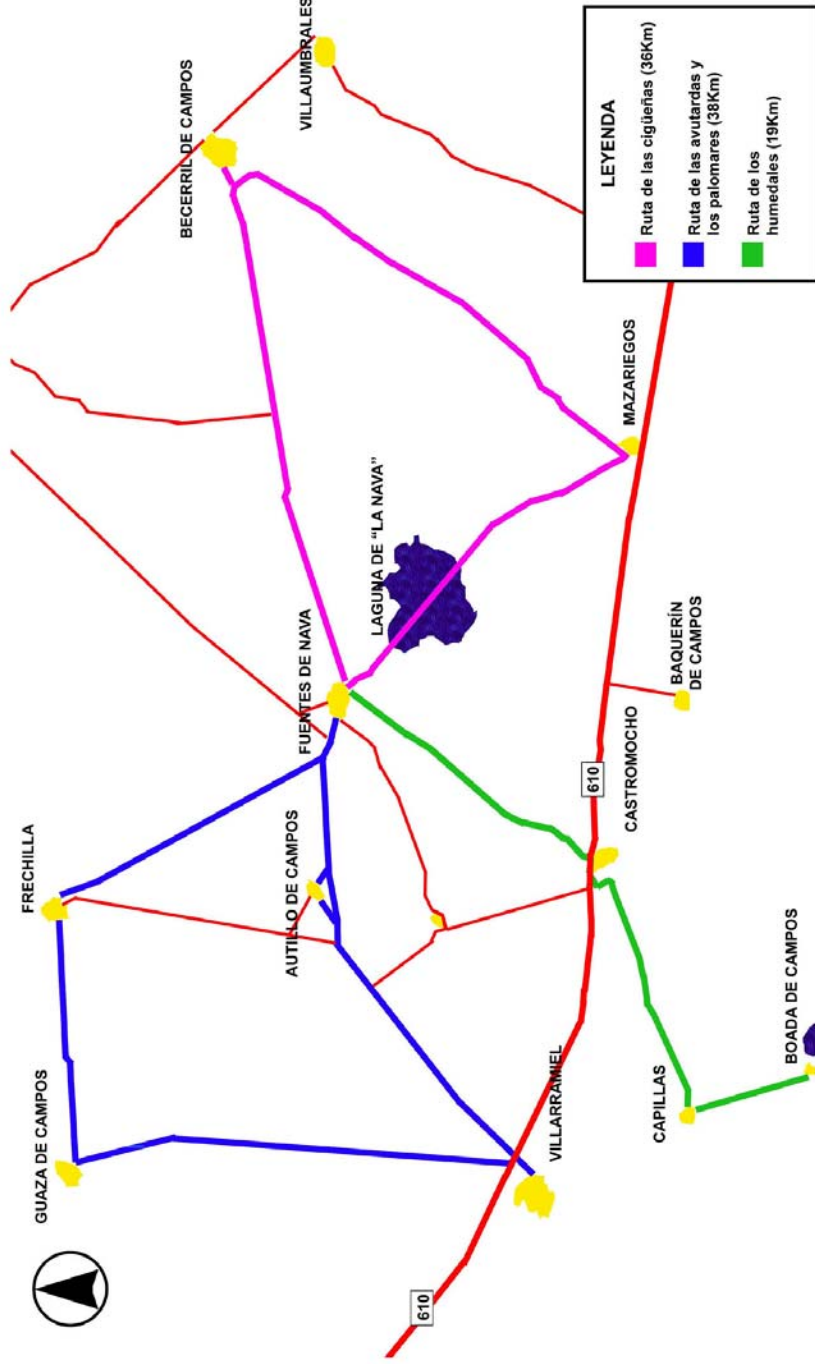 GUAZA DE CAMPOS
FRECHILLA
BECERRIL DE CAMPOS
VILLAUMBRALES
AUTILLO DE CAMPOS
FUENTES DE NAVA
LAGUNA DE "LA NAVA"
VILLARRAMIEL
610
610
CASTROMOCHO
BAQUERÍN
DE CAMPOS
MAZARIEGOS
CAPILLAS
BOADA DE CAMPOS
LEYENDA
Ruta de las cigüeñas (36Km)
Ruta de las avutardas y
los palomares (38Km)
Ruta de los
humedales (19Km)